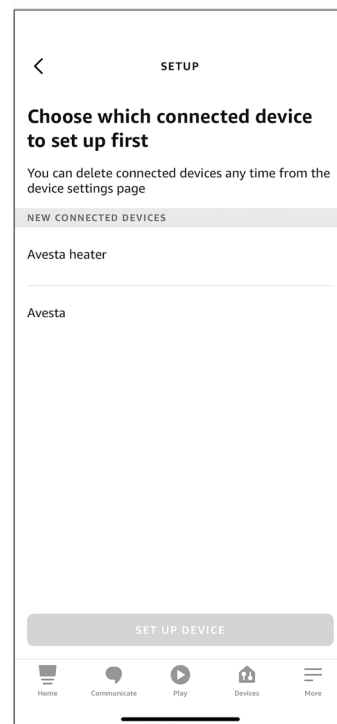 SETUP
Choose which connected device
to set up first
You can delete connected devices any time from the
device settings page
NEW CONNECTED DEVICES
Avesta heater
Avesta
SET UP DEVICE
Home Communicate Play Devices More